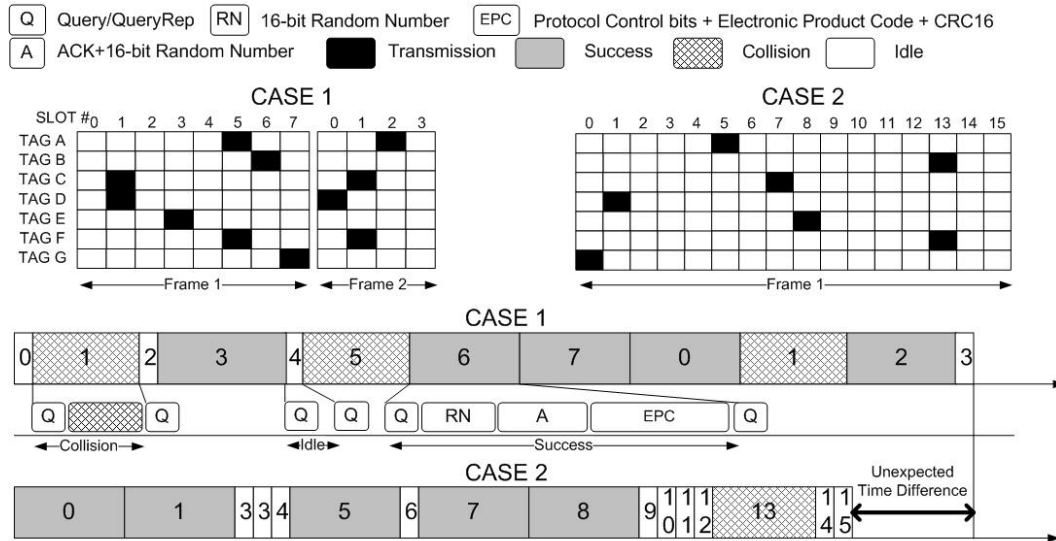 Q Query/QueryRep RN 16-bit Random Number EPC Protocol Control bits + Electronic Product Code + CRC16
A ACK+16-bit Random Number Transmission Success Collision Idle
CASE 1
CASE 2
SLOT # 0 1 2 3 4 5 6 7 0 1 2 3
0 1 2 3 4 5 6 7 8 9 10 11 12 13 14 15
TAG A
TAG B
TAG C
TAG D
TAG E
TAG F
TAG G
Frame 1 Frame 2 Frame 1
CASE 1
0 1 2 3 4 5 6 7 0 1 2 3
Q Q Q Q Q RN A EPC Q
Collision Idle Success
CASE 2
Unexpected
Time Difference
0 1 3 3 4 5 6 7 8 9 10 11 12 13 14 15